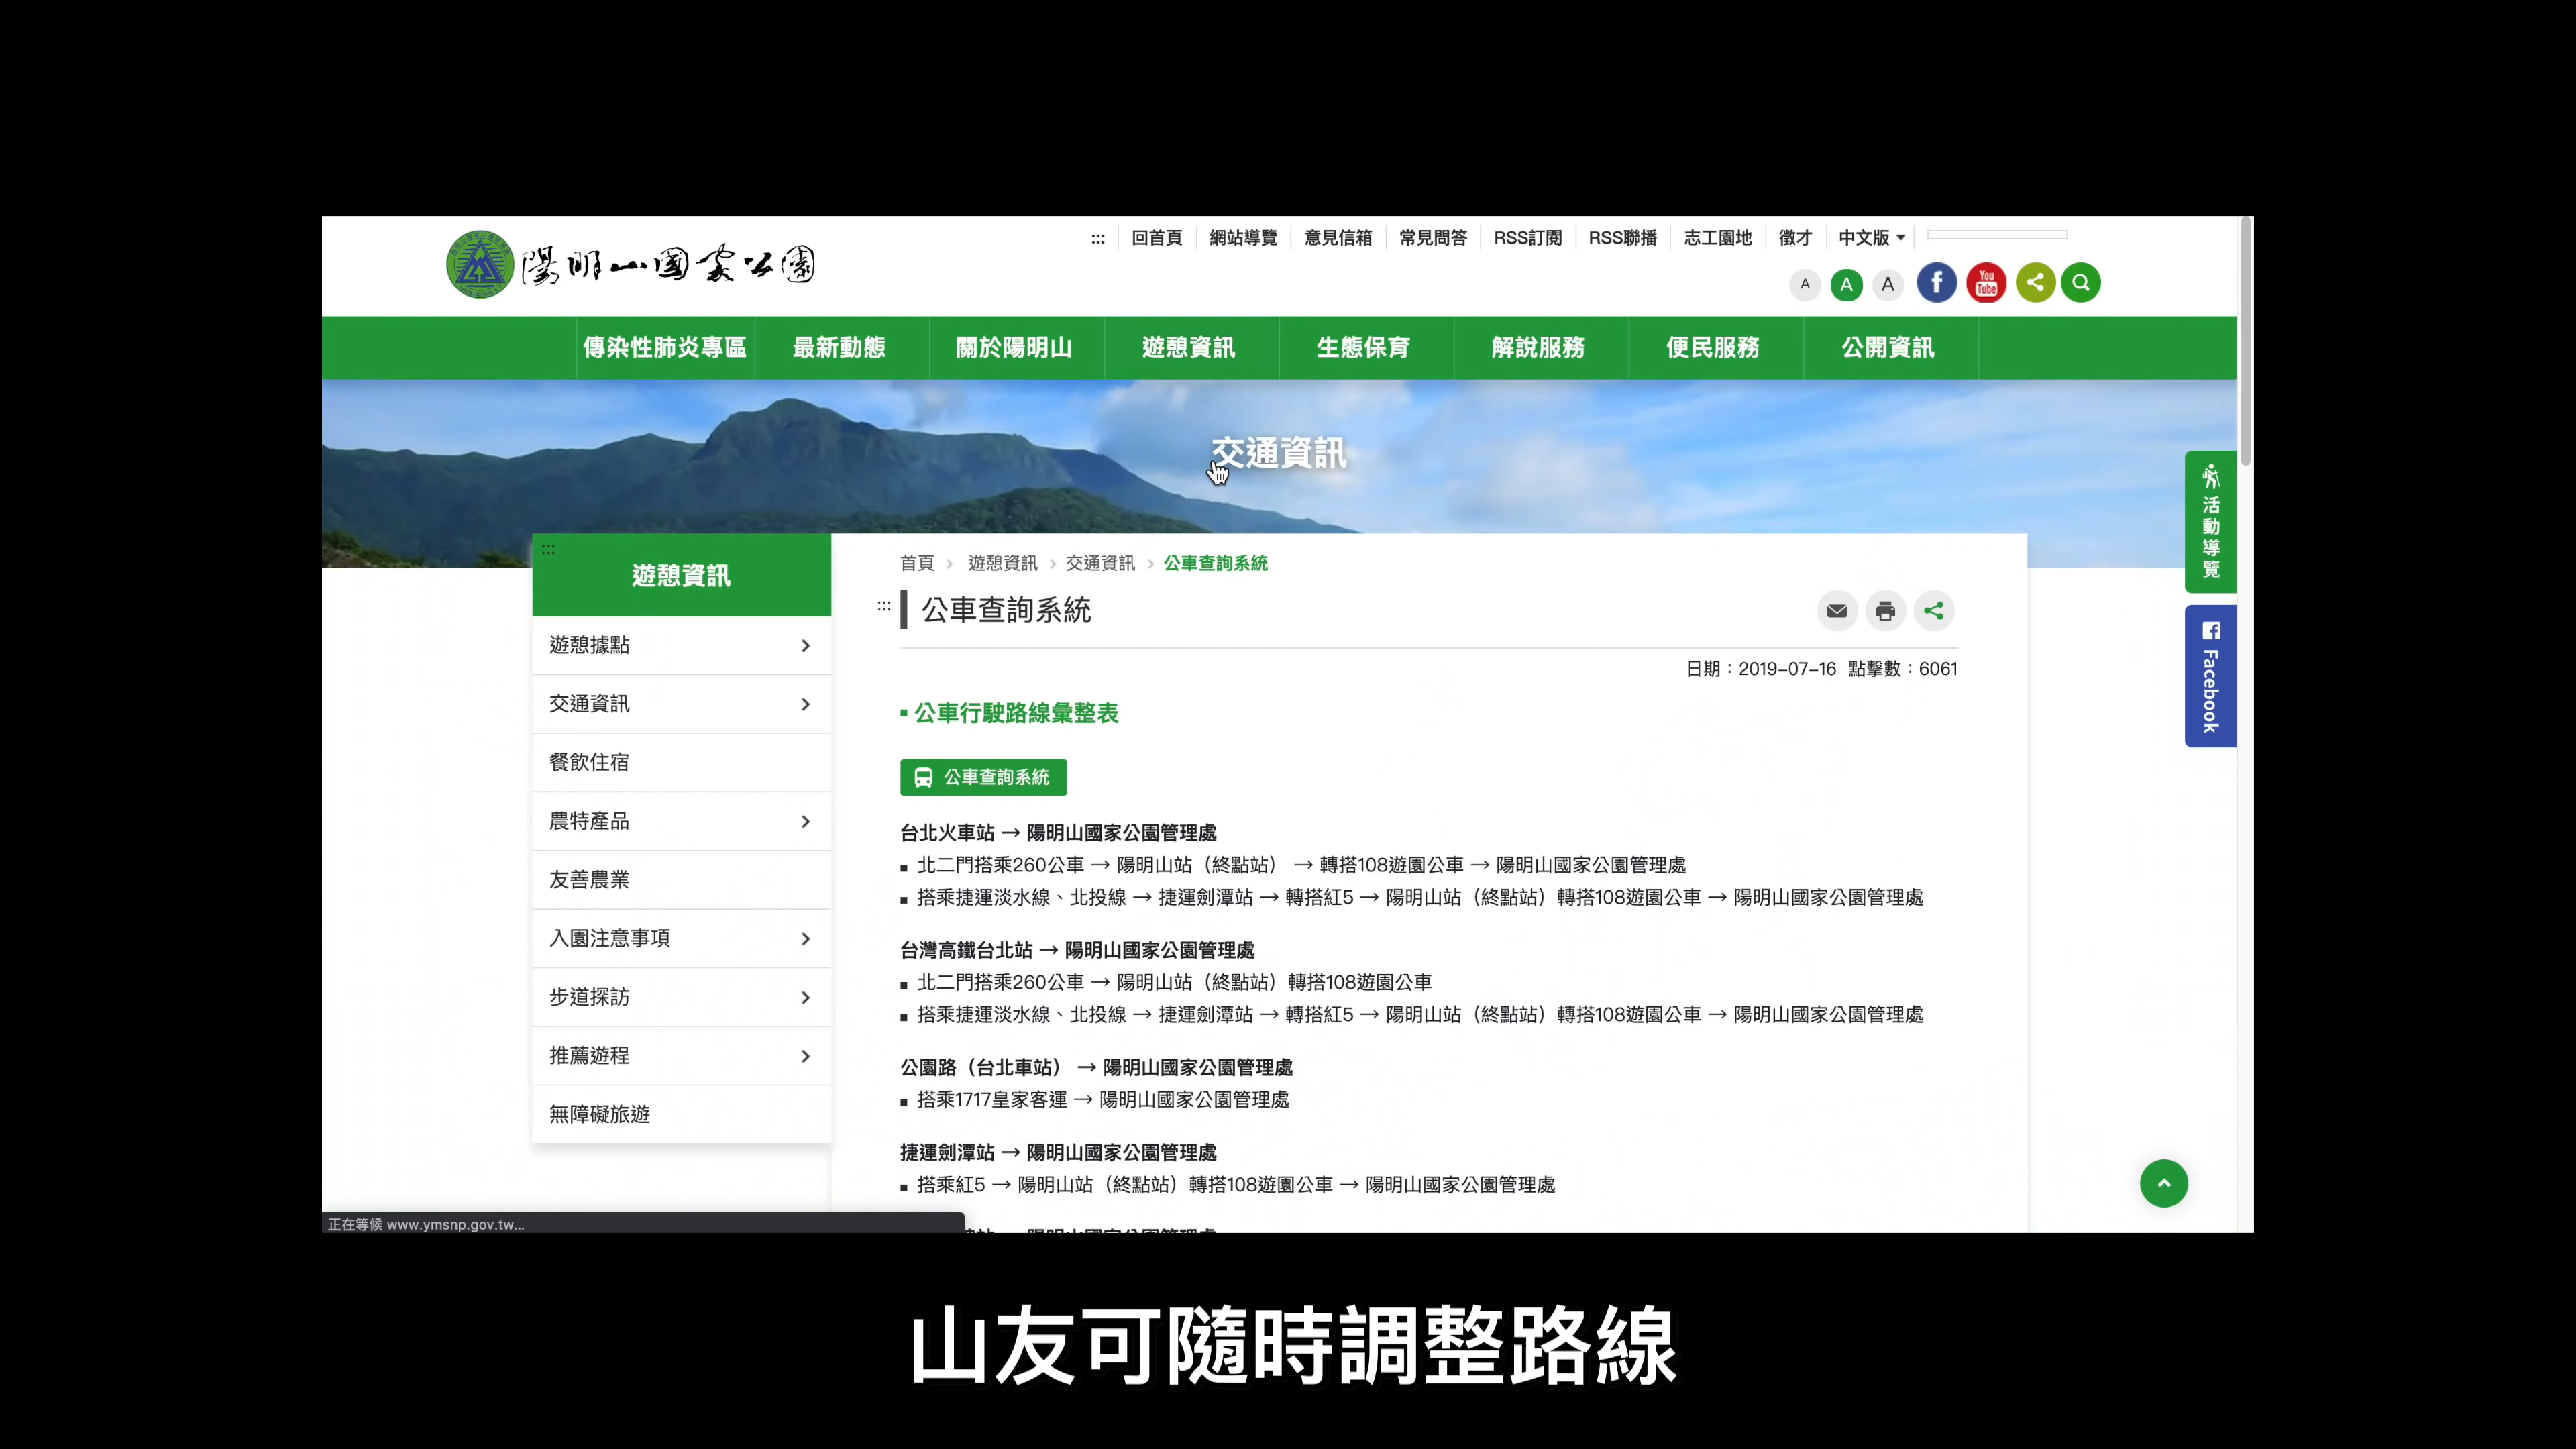 陽明山國家公園
::: 回首頁 網站導覽 意見信箱 常見問答 RSS訂閱 RSS聯播 志工園地 徵才 中文版
A A A f You Tube
傳染性肺炎專區 最新動態 關於陽明山 遊憩資訊 生態保育 解說服務 便民服務 公開資訊
交通資訊
活動導覽
Facebook
:::
遊憩資訊
遊憩據點
交通資訊
餐飲住宿
農特產品
友善農業
入園注意事項
步道探訪
推薦遊程
無障礙旅遊
首頁 > 遊憩資訊 > 交通資訊 > 公車查詢系統
::: 公車查詢系統
日期：2019-07-16 點擊數：6061
▪ 公車行駛路線彙整表
公車查詢系統
台北火車站 → 陽明山國家公園管理處
▪ 北二門搭乘260公車 → 陽明山站（終點站） → 轉搭108遊園公車 → 陽明山國家公園管理處
▪ 搭乘捷運淡水線、北投線 → 捷運劍潭站 → 轉搭紅5 → 陽明山站（終點站）轉搭108遊園公車 → 陽明山國家公園管理處
台灣高鐵台北站 → 陽明山國家公園管理處
▪ 北二門搭乘260公車 → 陽明山站（終點站）轉搭108遊園公車
▪ 搭乘捷運淡水線、北投線 → 捷運劍潭站 → 轉搭紅5 → 陽明山站（終點站）轉搭108遊園公車 → 陽明山國家公園管理處
公園路（台北車站） → 陽明山國家公園管理處
▪ 搭乘1717皇家客運 → 陽明山國家公園管理處
捷運劍潭站 → 陽明山國家公園管理處
▪ 搭乘紅5 → 陽明山站（終點站）轉搭108遊園公車 → 陽明山國家公園管理處
正在等候 www.ymsnp.gov.tw...
山友可隨時調整路線